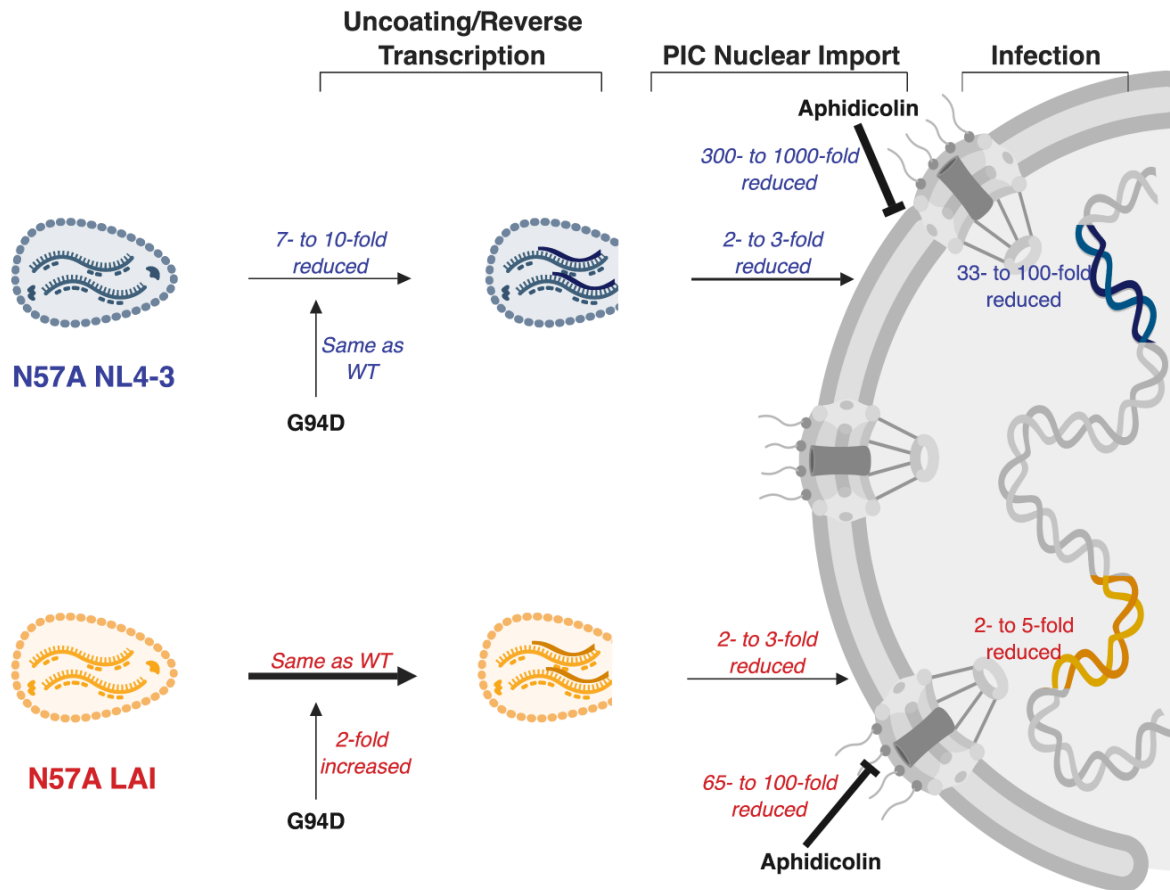 Uncoating/Reverse
Transcription
PIC Nuclear Import
Infection
Aphidicolin
300- to 1000-fold
reduced
7- to 10-fold
reduced
2- to 3-fold
reduced
33- to 100-fold
reduced
Same as
WT
N57A NL4-3
G94D
Same as WT
2- to 3-fold
reduced
2- to 5-fold
reduced
2-fold
increased
N57A LAI
65- to 100-fold
reduced
G94D
Aphidicolin